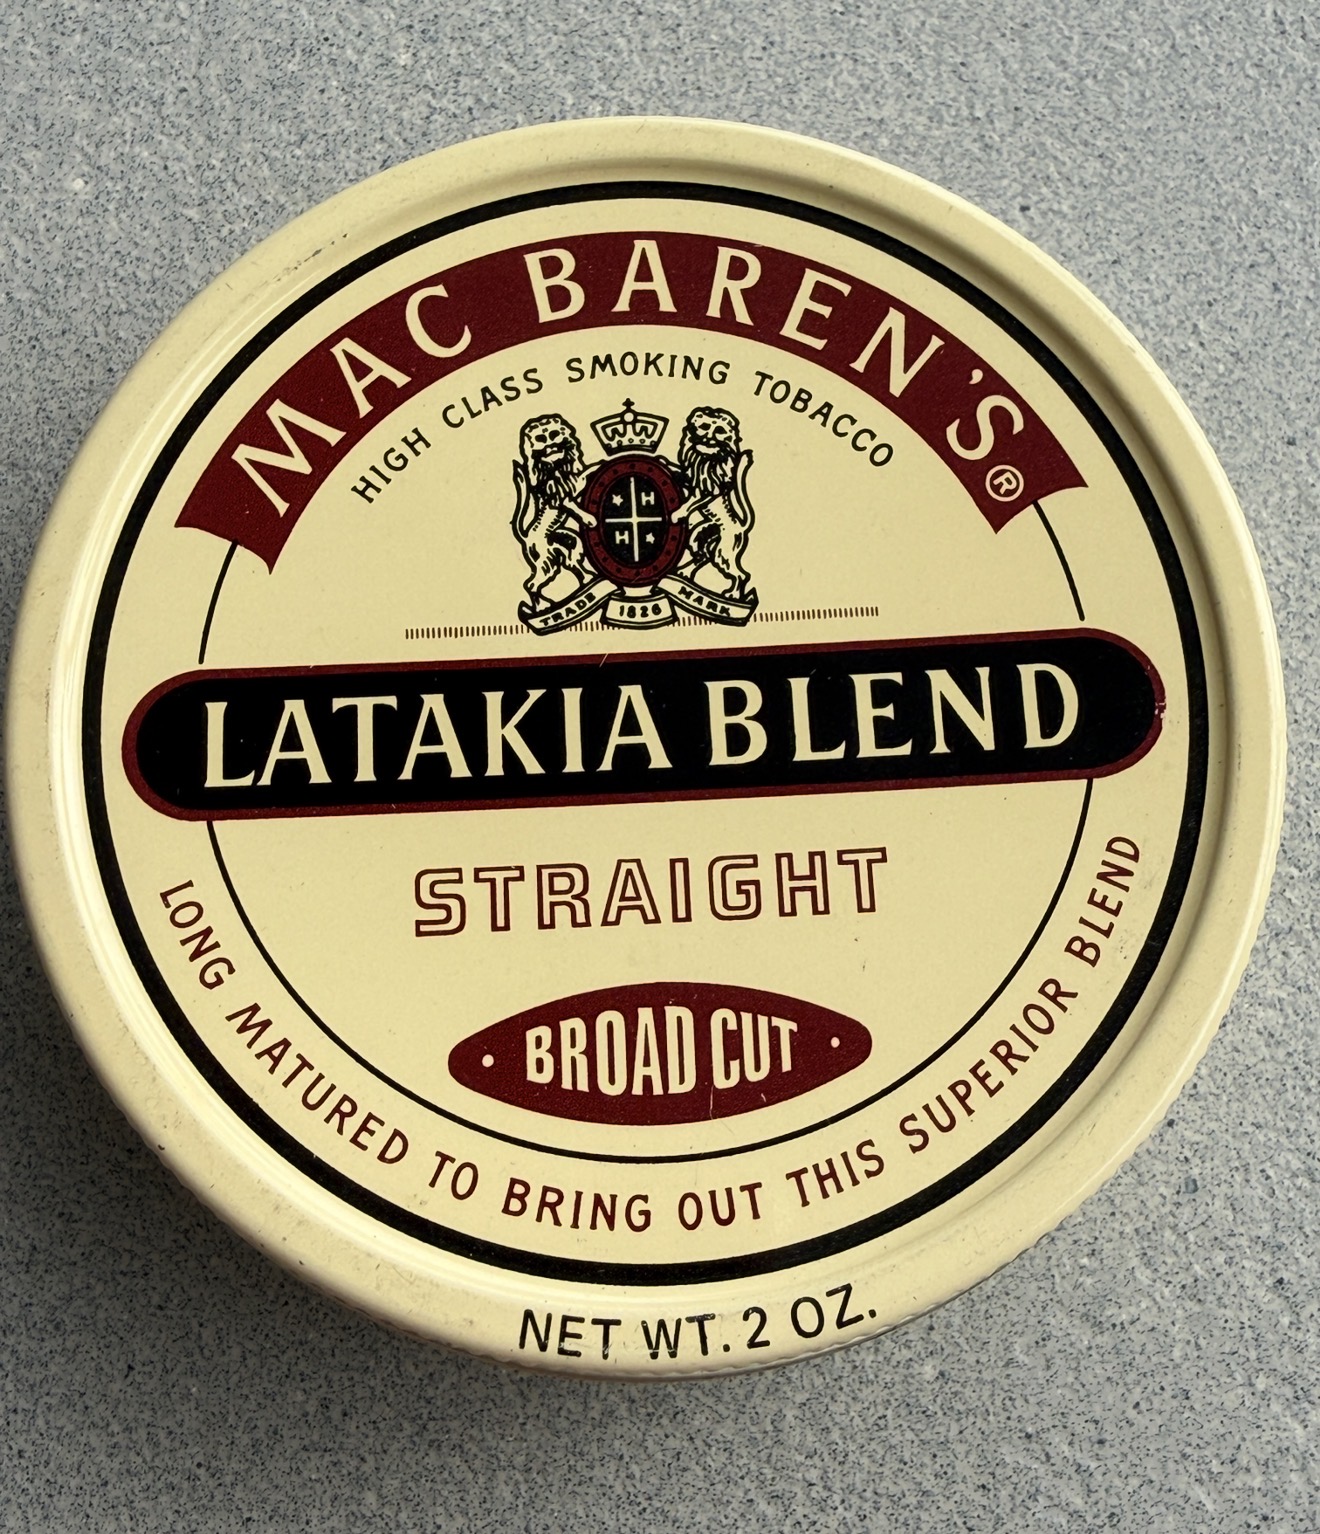 MAC BAREN'S®
HIGH CLASS SMOKING TOBACCO
H
H
TRADE 1826 MARK
LATAKIA BLEND
STRAIGHT
· BROAD CUT ·
LONG MATURED TO BRING OUT THIS SUPERIOR BLEND
NET WT. 2 OZ.